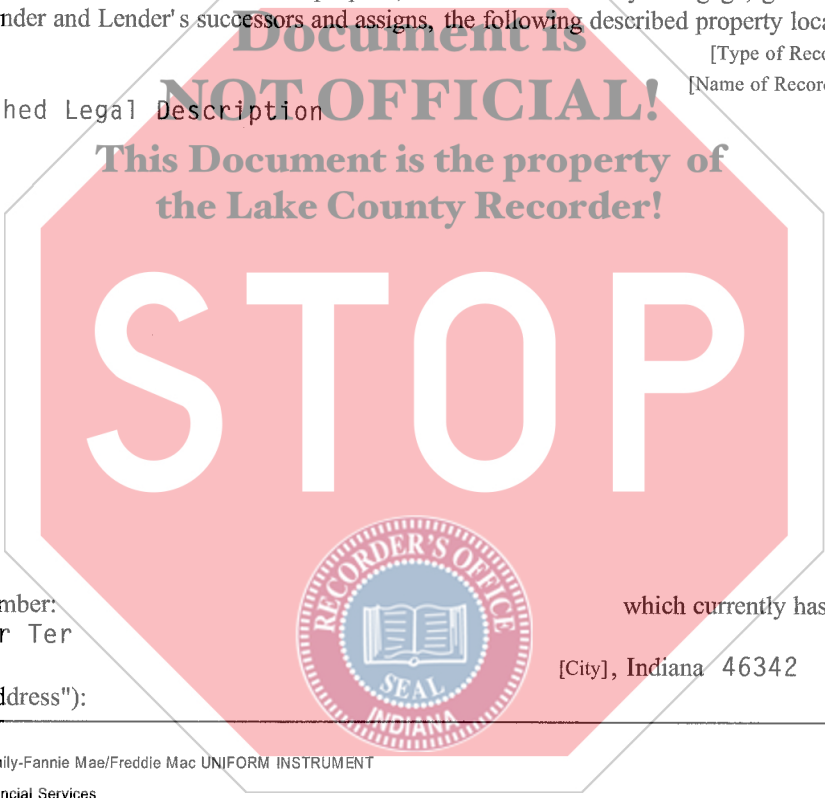 nder and Lender's successors and assigns, the following described property loca
Document is
[Type of Reco
NOT OFFICIAL!
[Name of Record
hed Legal Description
This Document is the property of
the Lake County Recorder!
STOP
RECORDER'S OFFICE
mber:
which currently has
r Ter
[City], Indiana 46342
SEAL
ddress"):
INDIANA
ily-Fannie Mae/Freddie Mac UNIFORM INSTRUMENT
ncial Services